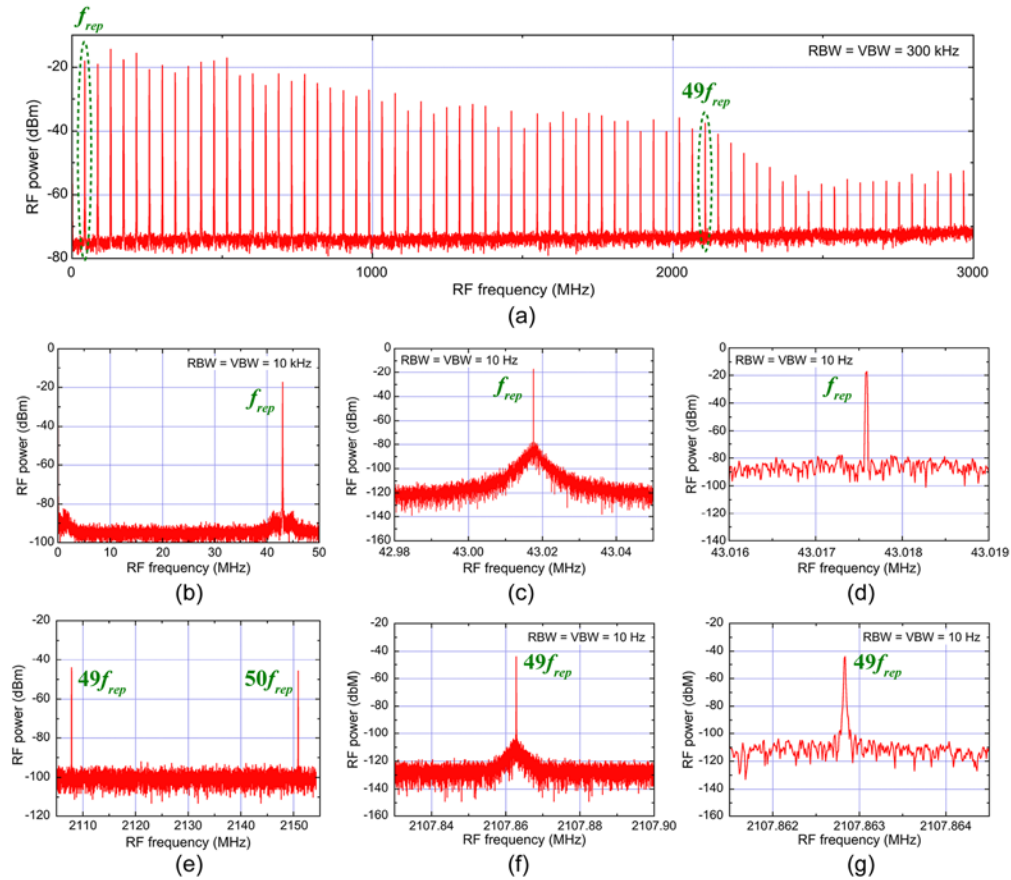 f_rep
RBW = VBW = 300 kHz
49f_rep
-20
-40
-60
-80
RF power (dBm)
0
1000
2000
3000
RF frequency (MHz)
(a)
RBW = VBW = 10 kHz
f_rep
0
-20
-40
-60
-80
-100
RF power (dBm)
0
10
20
30
40
50
RF frequency (MHz)
(b)
RBW = VBW = 10 Hz
f_rep
0
-20
-40
-60
-80
-100
-120
-140
-160
RF power (dBm)
42.98
43.00
43.02
43.04
RF frequency (MHz)
(c)
RBW = VBW = 10 Hz
f_rep
0
-20
-40
-60
-80
-100
-120
-140
RF power (dBm)
43.016
43.017
43.018
43.019
RF frequency (MHz)
(d)
49f_rep
50f_rep
-20
-40
-60
-80
-100
-120
RF power (dBm)
2110
2120
2130
2140
2150
RF frequency (MHz)
(e)
RBW = VBW = 10 Hz
49f_rep
-20
-40
-60
-80
-100
-120
-140
-160
RF power (dbM)
2107.84
2107.86
2107.88
2107.90
RF frequency (MHz)
(f)
RBW = VBW = 10 Hz
49f_rep
-20
-40
-60
-80
-100
-120
-140
-160
RF power (dbM)
2107.862
2107.863
2107.864
RF frequency (MHz)
(g)